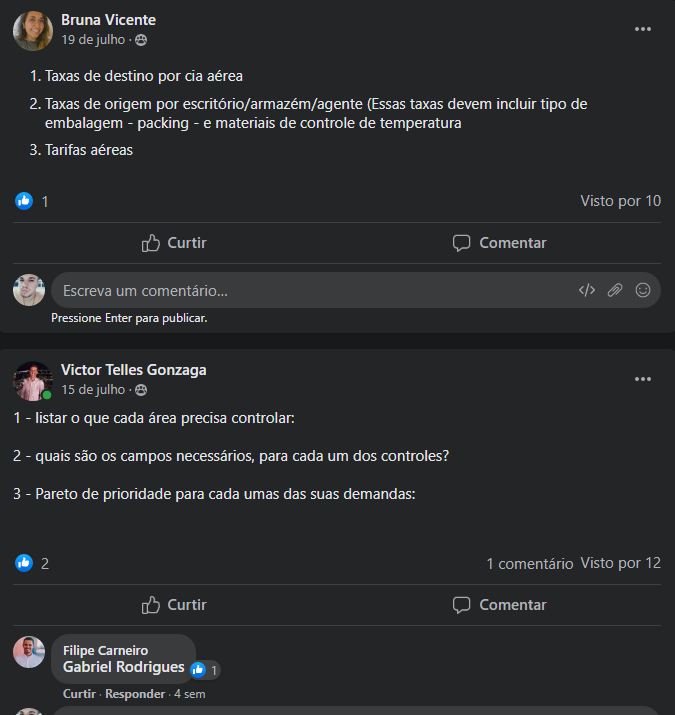 Bruna Vicente
19 de julho ·
1. Taxas de destino por cia aérea
2. Taxas de origem por escritório/armazém/agente (Essas taxas devem incluir tipo de
embalagem - packing - e materiais de controle de temperatura
3. Tarifas aéreas
1
Visto por 10
Curtir
Comentar
Escreva um comentário...
Pressione Enter para publicar.
Victor Telles Gonzaga
15 de julho ·
1 - listar o que cada área precisa controlar:
2 - quais são os campos necessários, para cada um dos controles?
3 - Pareto de prioridade para cada umas das suas demandas:
2
1 comentário Visto por 12
Curtir
Comentar
Filipe Carneiro
Gabriel Rodrigues
1
Curtir · Responder · 4 sem